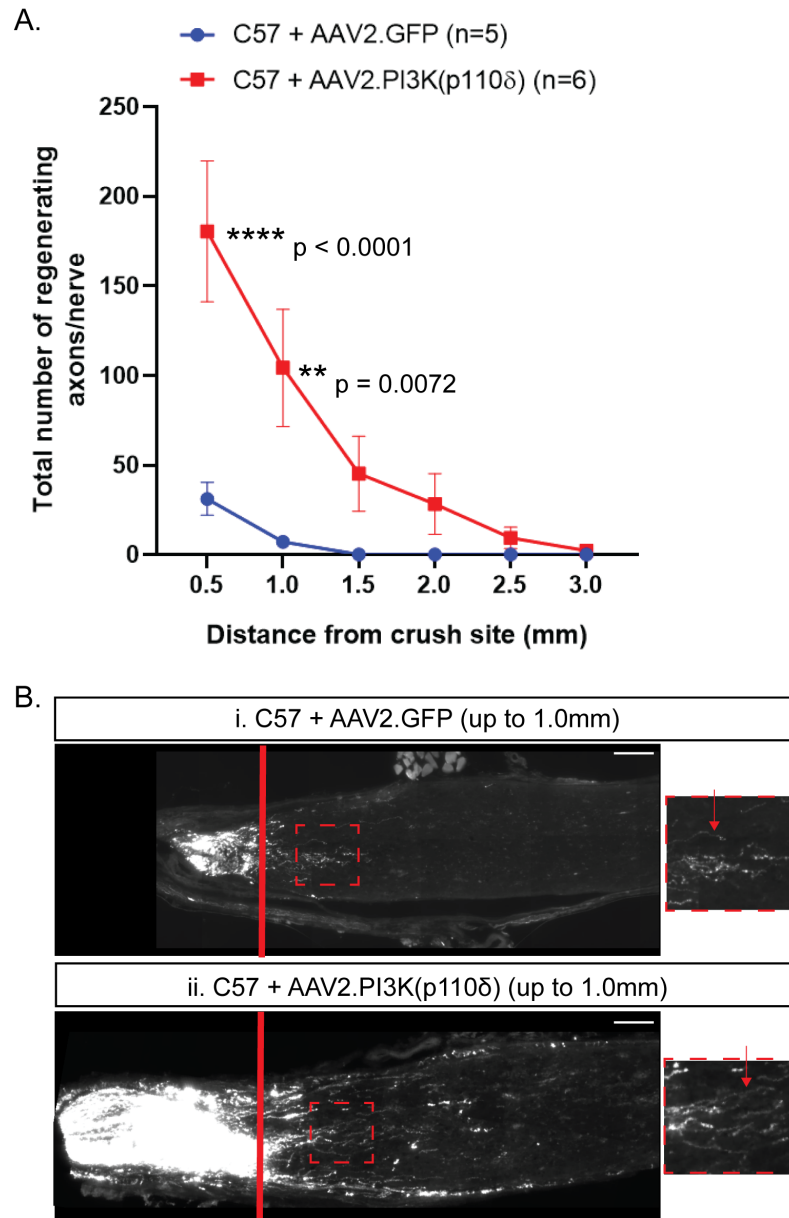 A.
C57 + AAV2.GFP (n=5)
C57 + AAV2.PI3K(p110δ) (n=6)
250
200
150
100
50
0
Total number of regenerating
axons/nerve
**** p < 0.0001
** p = 0.0072
0.5 1.0 1.5 2.0 2.5 3.0
Distance from crush site (mm)
B.
i. C57 + AAV2.GFP (up to 1.0mm)
ii. C57 + AAV2.PI3K(p110δ) (up to 1.0mm)